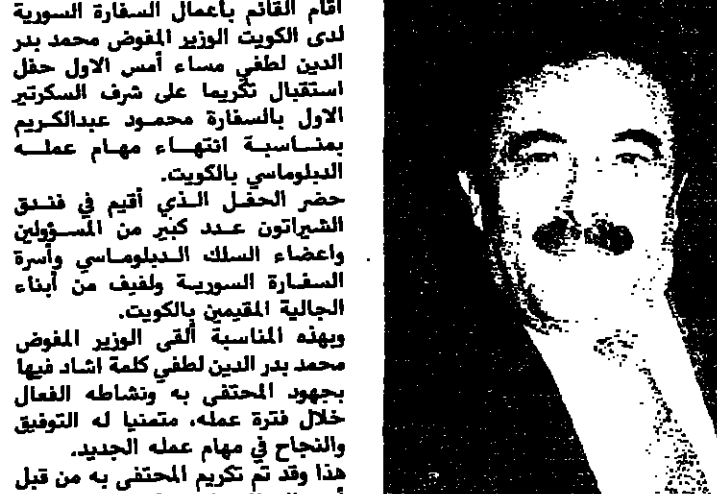 اقام القائم بأعمال السفارة السورية
لدى الكويت الوزير المفوض محمد بدر
الدين لطفي مساء أمس الاول حفل
استقبال تكريما على شرف السكرتير
الاول بالسفارة محمود عبدالكريم
بمناسبة انتهاء مهام عمله
الدبلوماسي بالكويت.
حضر الحفل الذي أقيم في فندق
الشيراتون عدد كبير من المسؤولين
واعضاء السلك الدبلوماسي وأسرة
السفارة السورية ولفيف من أبناء
الجالية المقيمين بالكويت.
وبهذه المناسبة ألقى الوزير المفوض
محمد بدر الدين لطفي كلمة اشاد فيها
بجهود المحتفى به ونشاطه الفعال
خلال فترة عمله، متمنيا له التوفيق
والنجاح في مهام عمله الجديد.
هذا وقد تم تكريم المحتفى به من قبل